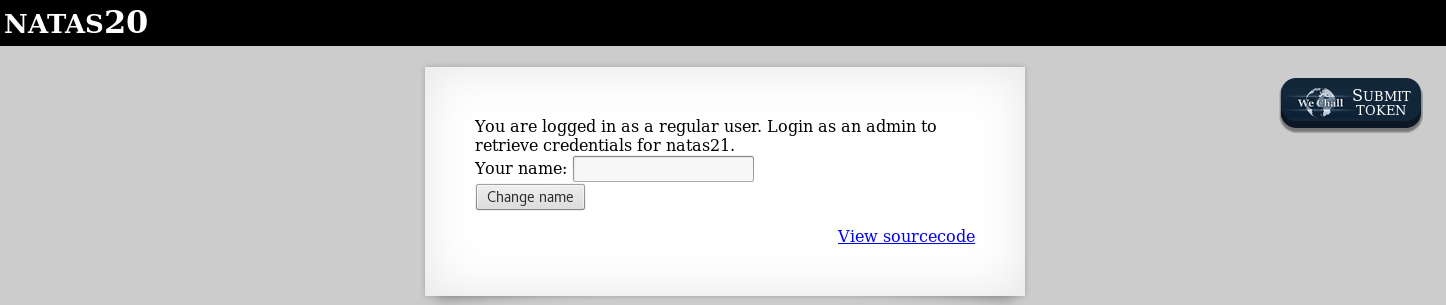 NATAS20
You are logged in as a regular user. Login as an admin to
retrieve credentials for natas21.
Your name:
Change name
View sourcecode
We Chall
SUBMIT
TOKEN